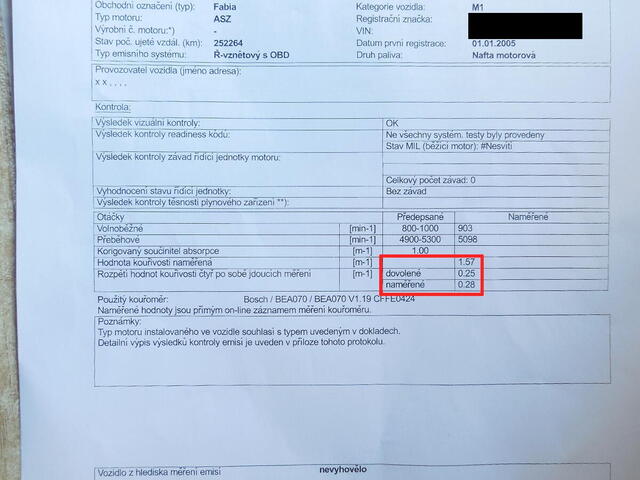 Obchodní označení (typ): Fabia Kategorie vozidla: M1
Typ motoru: ASZ Registrační značka:
Výrobní č. motoru:*) - VIN:
Stav poč. ujeté vzdál. (km): 252264 Datum první registrace: 01.01.2005
Typ emisního systému: Ř-vznětový s OBD Druh paliva: Nafta motorová
Provozovatel vozidla (jméno adresa):
x x , , , ,
Kontrola:
Výsledek vizuální kontroly: OK
Výsledek kontroly readiness kódů: Ne všechny systém. testy byly provedeny
Stav MIL (běžící motor): #Nesvítí
Výsledek kontroly závad řídicí jednotky motoru:
Celkový počet závad: 0
Vyhodnocení stavu řídicí jednotky: Bez závad
Výsledek kontroly těsnosti plynového zařízení **):
Otáčky Předepsané Naměřené
Volnoběžné [min-1] 800-1000 903
Přeběhové [min-1] 4900-5300 5098
Korigovaný součinitel absorpce [m-1] 1.00
Hodnota kouřivosti naměřená [m-1] 1.57
Rozpětí hodnot kouřivosti čtyř po sobě jdoucích měření [m-1] dovolené 0.25
naměřené 0.28
Použitý kouřoměr: Bosch / BEA070 / BEA070 V1.19 CFFE0424
Naměřené hodnoty jsou přímým on-line záznamem měření kouřoměru.
Poznámky:
Typ motoru instalovaného ve vozidle souhlasí s typem uvedeným v dokladech.
Detailní výpis výsledků kontroly emisí je uveden v příloze tohoto protokolu.
Vozidlo z hlediska měření emisí nevyhovělo